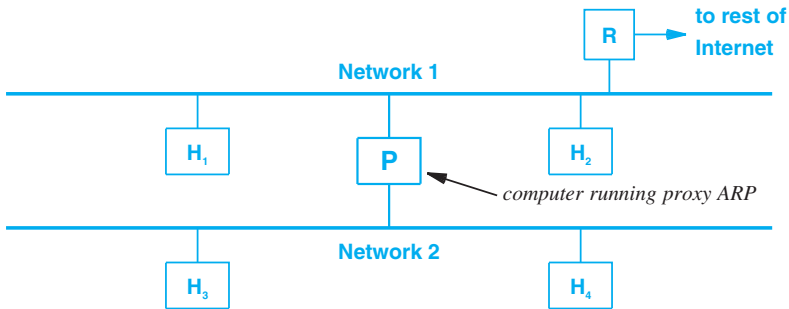 to rest of
Internet
R
Network 1
H₁
P
H₂
computer running proxy ARP
Network 2
H₃
H₄